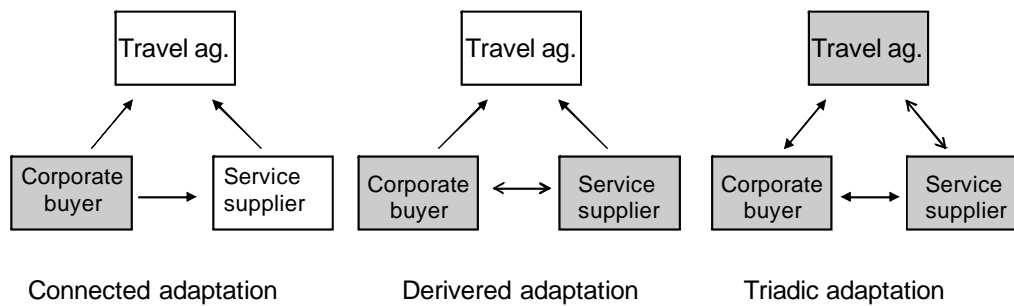 Travel ag.
Corporate
buyer
Service
supplier
Connected adaptation
Travel ag.
Corporate
buyer
Service
supplier
Derivered adaptation
Travel ag.
Corporate
buyer
Service
supplier
Triadic adaptation